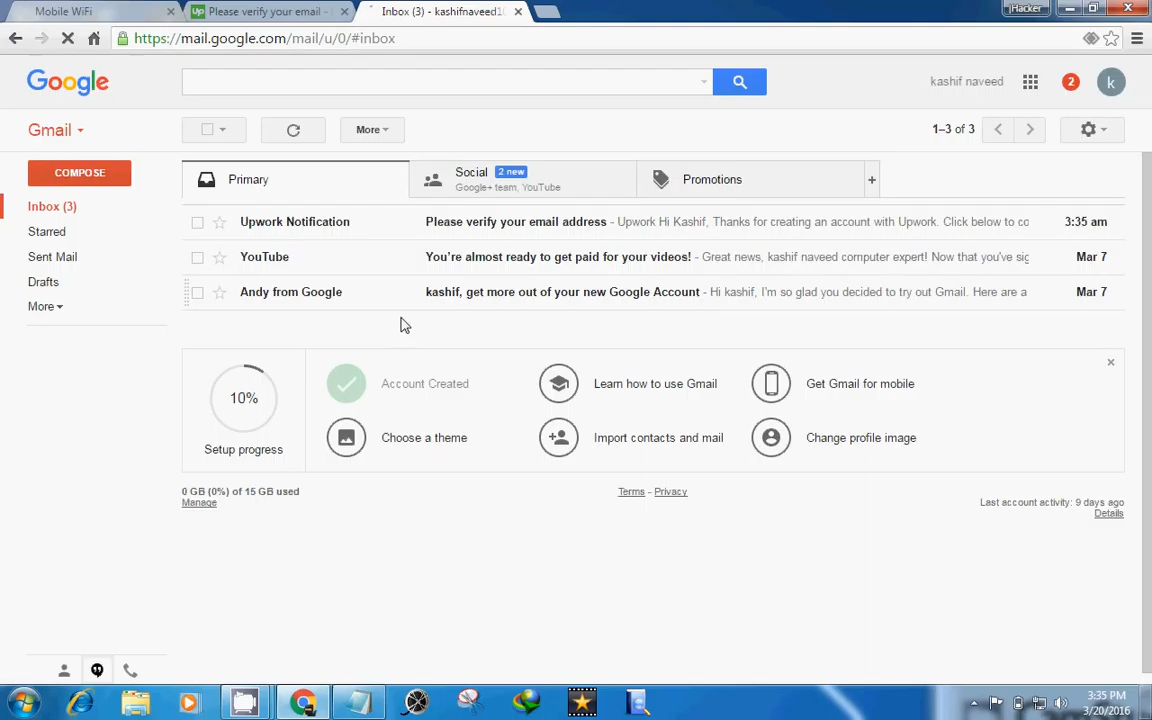 Mobile WiFi
Up Please verify your email -
Inbox (3) - kashifnaveed10
jHacker
https://mail.google.com/mail/u/0/#inbox
Google
kashif naveed
2
k
Gmail
More
1–3 of 3
COMPOSE
Primary
Social 2 new
Google+ team, YouTube
Promotions
+
Inbox (3)
Starred
Sent Mail
Drafts
More
Upwork Notification Please verify your email address - Upwork Hi Kashif, Thanks for creating an account with Upwork. Click below to co 3:35 am
YouTube You're almost ready to get paid for your videos! - Great news, kashif naveed computer expert! Now that you've sig Mar 7
Andy from Google kashif, get more out of your new Google Account - Hi kashif, I'm so glad you decided to try out Gmail. Here are a Mar 7
10%
Setup progress
Account Created
Learn how to use Gmail
Get Gmail for mobile
Choose a theme
Import contacts and mail
Change profile image
0 GB (0%) of 15 GB used
Manage
Terms - Privacy
Last account activity: 9 days ago
Details
3:35 PM
3/20/2016